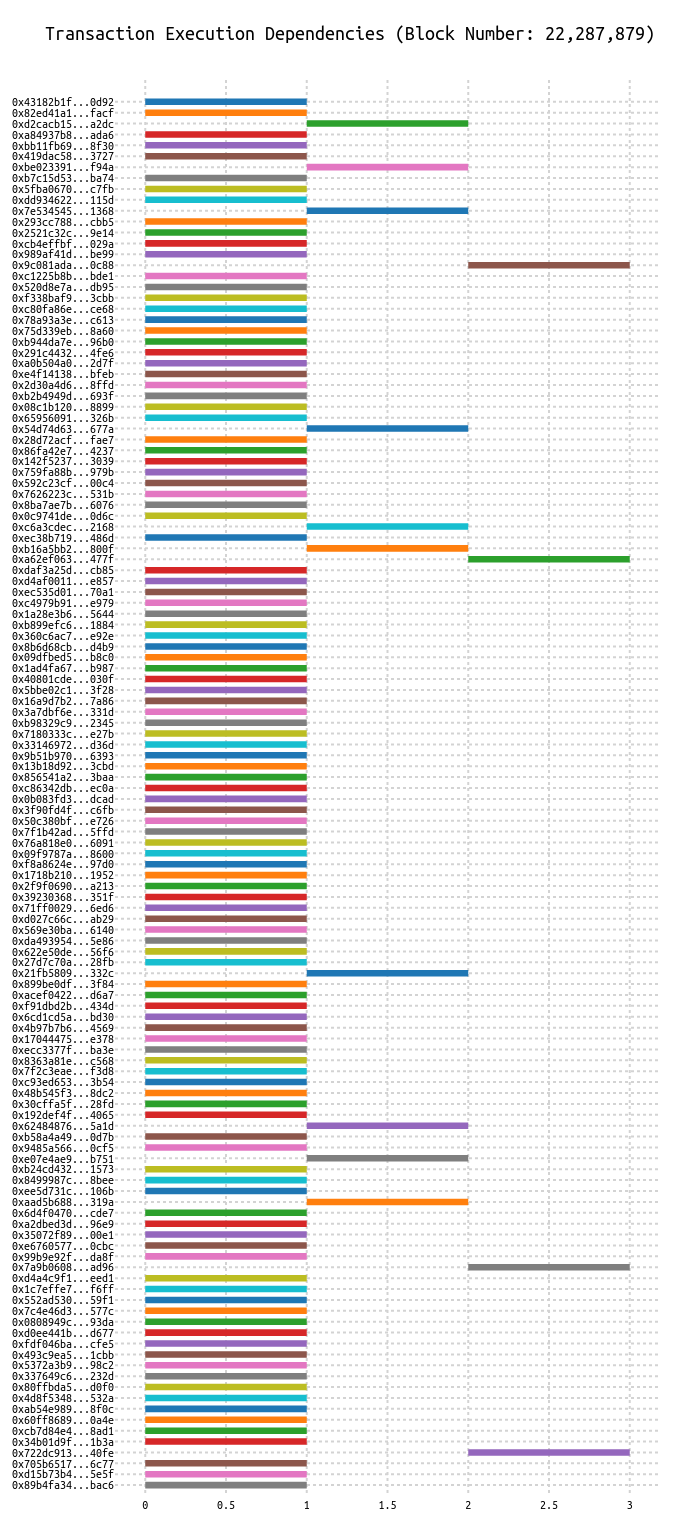 Transaction Execution Dependencies (Block Number: 22,287,879)
0x43182b1f...0d92
0x82ed41a1...facf
0xd2cacb15...a2dc
0xa84937b8...ada6
0xbb11fb69...8f30
0x419dac58...3727
0xbe023391...f94a
0xb7c15d53...ba74
0x5fba0670...c7fb
0xdd934622...115d
0x7e534545...1368
0x293cc788...cbb5
0x2521c32c...9e14
0xcb4effbf...029a
0x989af41d...be99
0x9c081ada...0c88
0xc1225b8b...bde1
0x520d8e7a...db95
0xf338baf9...3cbb
0xc80fa86e...ce68
0x78a93a3e...c613
0x75d339eb...8a60
0xb944da7e...96b0
0x291c4432...4fe6
0xa0b504a0...2d7f
0xe4f14138...bfeb
0x2d30a4d6...8ffd
0xb2b4949d...693f
0x08c1b120...8899
0x65956091...326b
0x54d74d63...677a
0x28d72acf...fae7
0x86fa42e7...4237
0x142f5237...3039
0x759fa88b...979b
0x592c23cf...00c4
0x7626223c...531b
0x8ba7ae7b...6076
0x0c9741de...0d6c
0xc6a3cdec...2168
0xec38b719...486d
0xb16a5bb2...800f
0xa62ef063...477f
0xdaf3a25d...cb85
0xd4af0011...e857
0xec535d01...70a1
0xc4979b91...e979
0x1a28e3b6...5644
0xb899efc6...1884
0x360c6ac7...e92e
0x8b6d68cb...d4b9
0x09dfbed5...b8c0
0x1ad4fa67...b987
0x40801cde...030f
0x5bbe02c1...3f28
0x16a9d7b2...7a86
0x3a7dbf6e...331d
0xb98329c9...2345
0x7180333c...e27b
0x33146972...d36d
0x9b51b970...6393
0x13b18d92...3cbd
0x856541a2...3baa
0xc86342db...ec0a
0x0b083fd3...dcad
0x3f90fd4f...c6fb
0x50c380bf...e726
0x7f1b42ad...5ffd
0x76a818e0...6091
0x09f9787a...8600
0xf8a8624e...97d0
0x1718b210...1952
0x2f9f0690...a213
0x39230368...351f
0x71ff0029...6ed6
0xd027c66c...ab29
0x569e30ba...6140
0xda493954...5e86
0x622e50de...56f6
0x27d7c70a...28fb
0x21fb5809...332c
0x899be0df...3f84
0xacef0422...d6a7
0xf91dbd2b...434d
0x6cd1cd5a...bd30
0x4b97b7b6...4569
0x17044475...e378
0xecc3377f...ba3e
0x8363a81e...c568
0x7f2c3eae...f3d8
0xc93ed653...3b54
0x48b545f3...8dc2
0x30cffa5f...28fd
0x192def4f...4065
0x62484876...5a1d
0xb58a4a49...0d7b
0x9485a566...0cf5
0xe07e4ae9...b751
0xb24cd432...1573
0x8499987c...8bee
0xee5d731c...106b
0xaad5b688...319a
0x6d4f0470...cde7
0xa2dbed3d...96e9
0x35072f89...00e1
0xe6760577...0cbc
0x99b9e92f...da8f
0x7a9b0608...ad96
0xd4a4c9f1...eed1
0x1c7effe7...f6ff
0x552ad530...59f1
0x7c4e46d3...577c
0x0808949c...93da
0xd0ee441b...d677
0xfdf046ba...cfe5
0x493c9ea5...1cbb
0x5372a3b9...98c2
0x337649c6...232d
0x80ffbda5...d0f0
0x4d8f5348...532a
0xab54e989...8f0c
0x60ff8689...0a4e
0xcb7d84e4...8ad1
0x34b01d9f...1b3a
0x722dc913...40fe
0x705b6517...6c77
0xd15b73b4...5e5f
0x89b4fa34...bac6
0 0.5 1 1.5 2 2.5 3